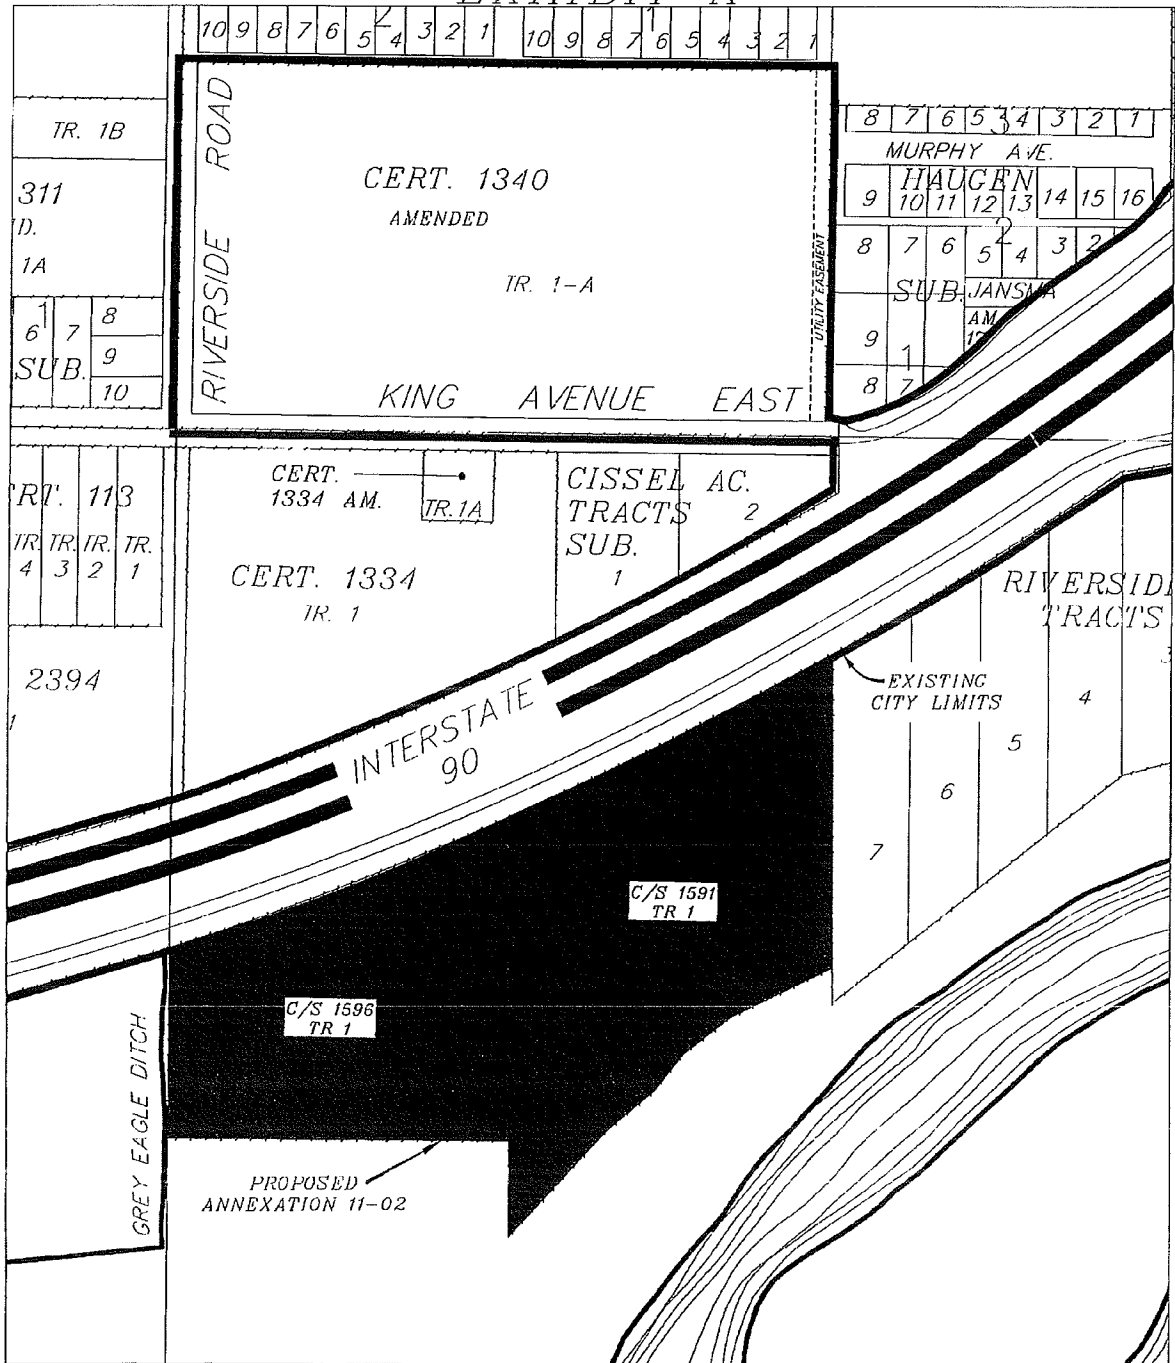 EXHIBIT A
10 9 8 7 6 5 4 3 2 1
2
10 9 8 7 6 5 4 3 2 1
1
TR. 1B
311
D.
1A
1
6 7 8
9
10
SUB.
RIVERSIDE ROAD
CERT. 1340
AMENDED
TR. 1-A
UTILITY EASEMENT
KING AVENUE EAST
8 7 6 5 4 3 2 1
3
MURPHY AVE.
HAUGEN
9 10 11 12 13 14 15 16
2
8 7 6 5 4 3 2
SUB.
JANSMA
AM.
9
1
8 7
RT. 113
TR. 4
TR. 3
TR. 2
TR. 1
2394
1
CERT.
1334 AM.
TR.1A
CERT. 1334
TR. 1
CISSEL AC.
TRACTS
SUB.
1
2
INTERSTATE
90
RIVERSIDE
TRACTS
EXISTING
CITY LIMITS
3
4
5
6
7
C/S 1591
TR 1
C/S 1596
TR 1
GREY EAGLE DITCH
PROPOSED
ANNEXATION 11-02